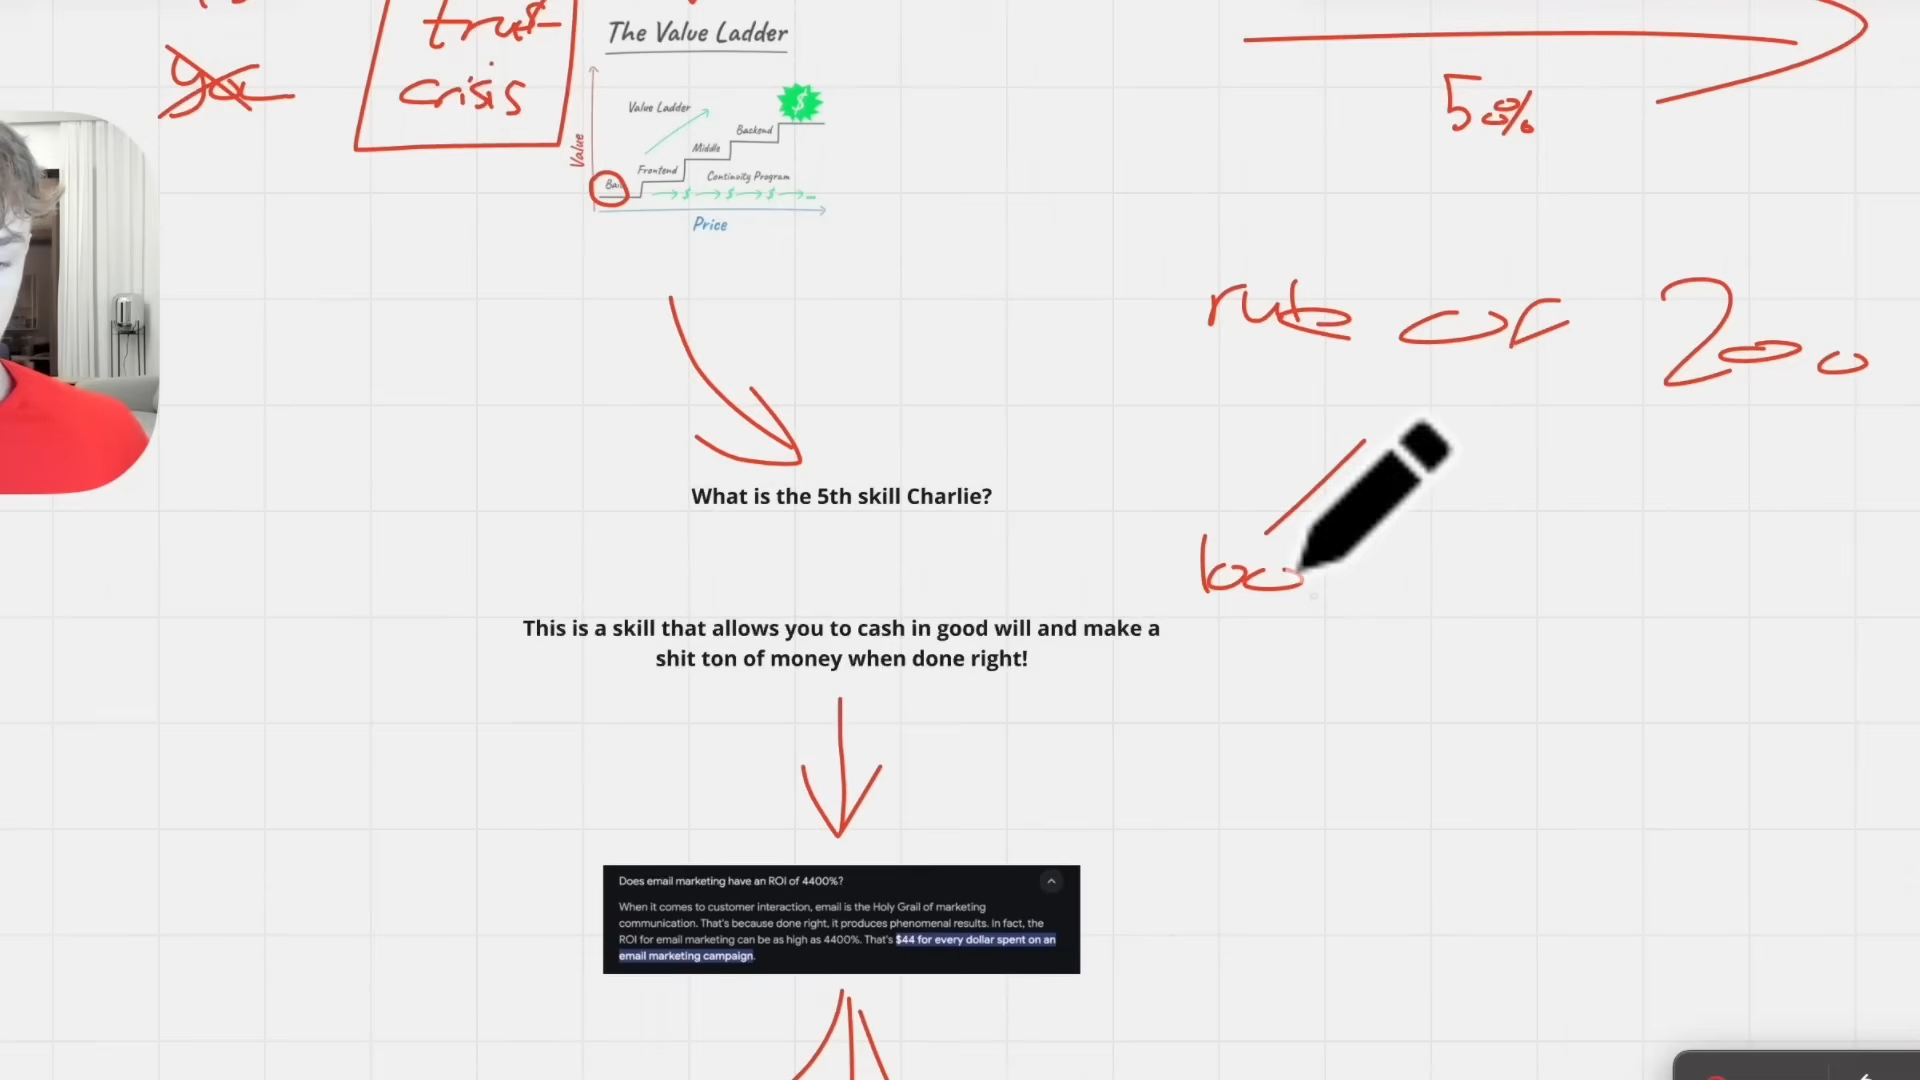 trust
crisis
The Value Ladder
Value Ladder
$
Backend
Middle
Frontend
Continuity Program
$ $ $
Value
Price
50%
rule of 200
100
What is the 5th skill Charlie?
This is a skill that allows you to cash in good will and make a
shit ton of money when done right!
Does email marketing have an ROI of 4400%?
When it comes to customer interaction, email is the Holy Grail of marketing
communication. That's because done right, it produces phenomenal results. In fact, the
ROI for email marketing can be as high as 4400%. That's $44 for every dollar spent on an
email marketing campaign.